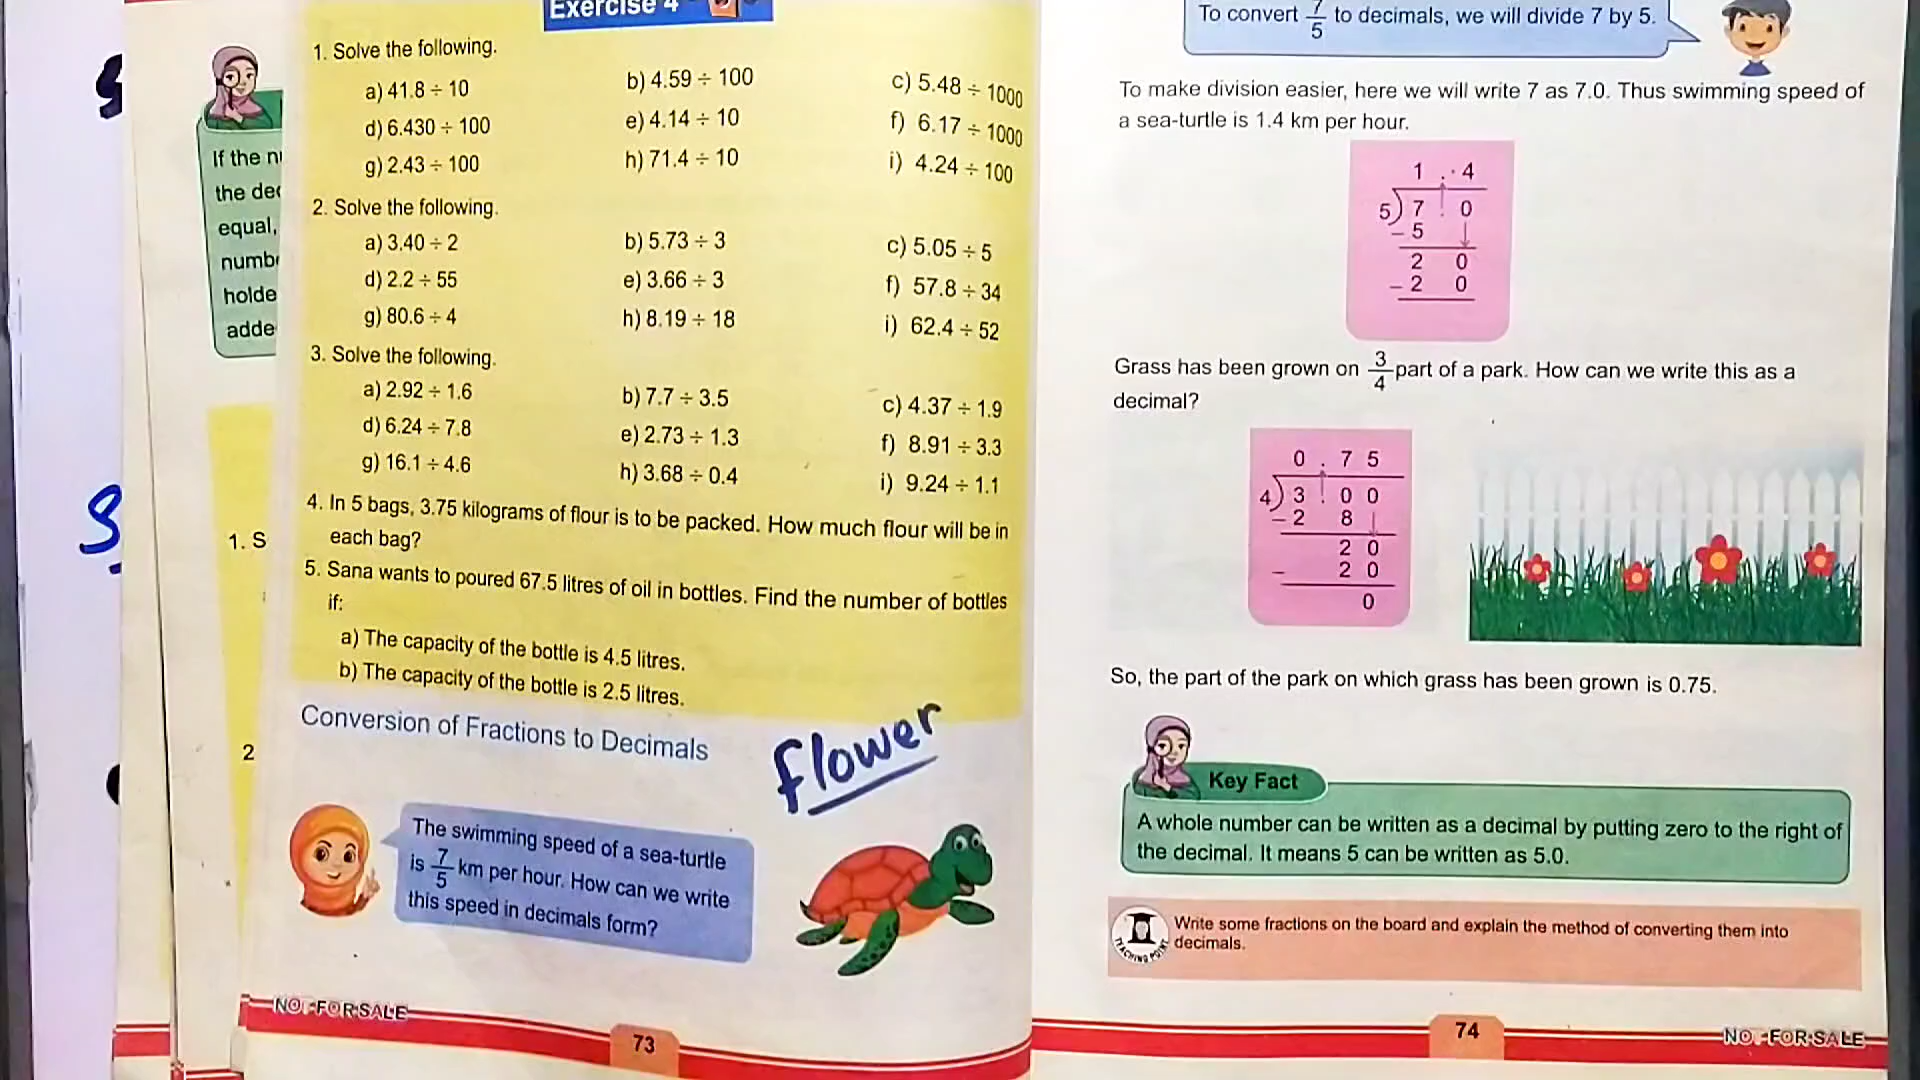 Exercise 4
1. Solve the following.
a) 41.8 ÷ 10
b) 4.59 ÷ 100
c) 5.48 ÷ 1000
d) 6.430 ÷ 100
e) 4.14 ÷ 10
f) 6.17 ÷ 1000
g) 2.43 ÷ 100
h) 71.4 ÷ 10
i) 4.24 ÷ 100
2. Solve the following.
a) 3.40 ÷ 2
b) 5.73 ÷ 3
c) 5.05 ÷ 5
d) 2.2 ÷ 55
e) 3.66 ÷ 3
f) 57.8 ÷ 34
g) 80.6 ÷ 4
h) 8.19 ÷ 18
i) 62.4 ÷ 52
3. Solve the following.
a) 2.92 ÷ 1.6
b) 7.7 ÷ 3.5
c) 4.37 ÷ 1.9
d) 6.24 ÷ 7.8
e) 2.73 ÷ 1.3
f) 8.91 ÷ 3.3
g) 16.1 ÷ 4.6
h) 3.68 ÷ 0.4
i) 9.24 ÷ 1.1
4. In 5 bags, 3.75 kilograms of flour is to be packed. How much flour will be in
each bag?
5. Sana wants to poured 67.5 litres of oil in bottles. Find the number of bottles
if:
a) The capacity of the bottle is 4.5 litres.
b) The capacity of the bottle is 2.5 litres.
Conversion of Fractions to Decimals
flower
The swimming speed of a sea-turtle
is 7/5 km per hour. How can we write
this speed in decimals form?
NOT FOR SALE
73
If the
the
equal,
1. S
2
To convert 7/5 to decimals, we will divide 7 by 5.
To make division easier, here we will write 7 as 7.0. Thus swimming speed of
a sea-turtle is 1.4 km per hour.
1 . 4
5) 7 . 0
- 5
2 0
- 2 0
Grass has been grown on 3/4 part of a park. How can we write this as a
decimal?
0 . 7 5
4) 3 . 0 0
- 2 8
2 0
- 2 0
0
So, the part of the park on which grass has been grown is 0.75.
Key Fact
A whole number can be written as a decimal by putting zero to the right of
the decimal. It means 5 can be written as 5.0.
TEACHING POINT
Write some fractions on the board and explain the method of converting them into
decimals.
74
NOT FOR SALE